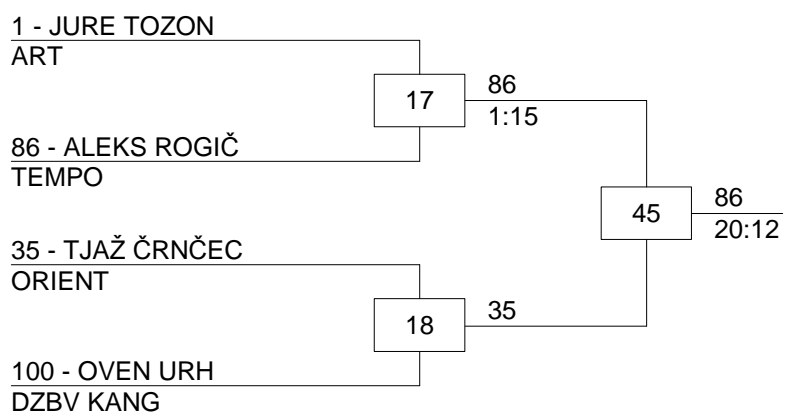 1 - JURE TOZON
ART
17
86
1:15
86 - ALEKS ROGIČ
TEMPO
45
86
20:12
35 - TJAŽ ČRNČEC
ORIENT
18
35
100 - OVEN URH
DZBV KANG